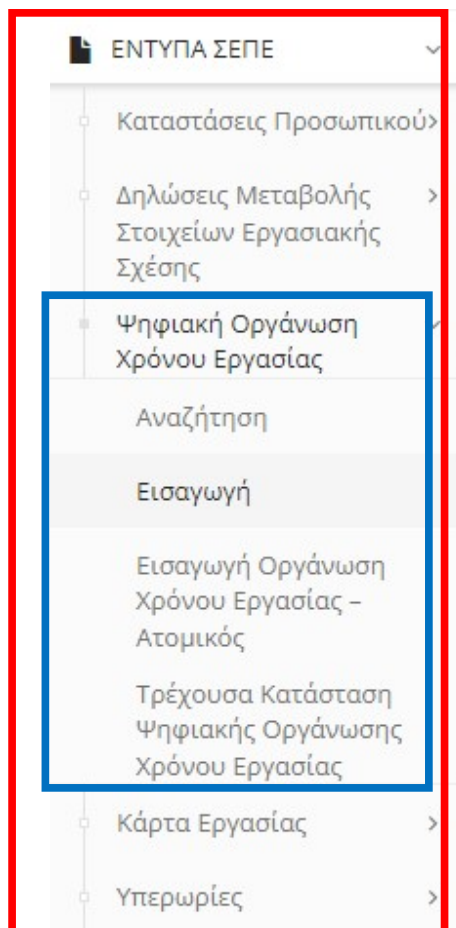 ΕΝΤΥΠΑ ΣΕΠΕ
Καταστάσεις Προσωπικού
Δηλώσεις Μεταβολής
Στοιχείων Εργασιακής
Σχέσης
Ψηφιακή Οργάνωση
Χρόνου Εργασίας
Αναζήτηση
Εισαγωγή
Εισαγωγή Οργάνωση
Χρόνου Εργασίας –
Ατομικός
Τρέχουσα Κατάσταση
Ψηφιακής Οργάνωσης
Χρόνου Εργασίας
Κάρτα Εργασίας
Υπερωρίες